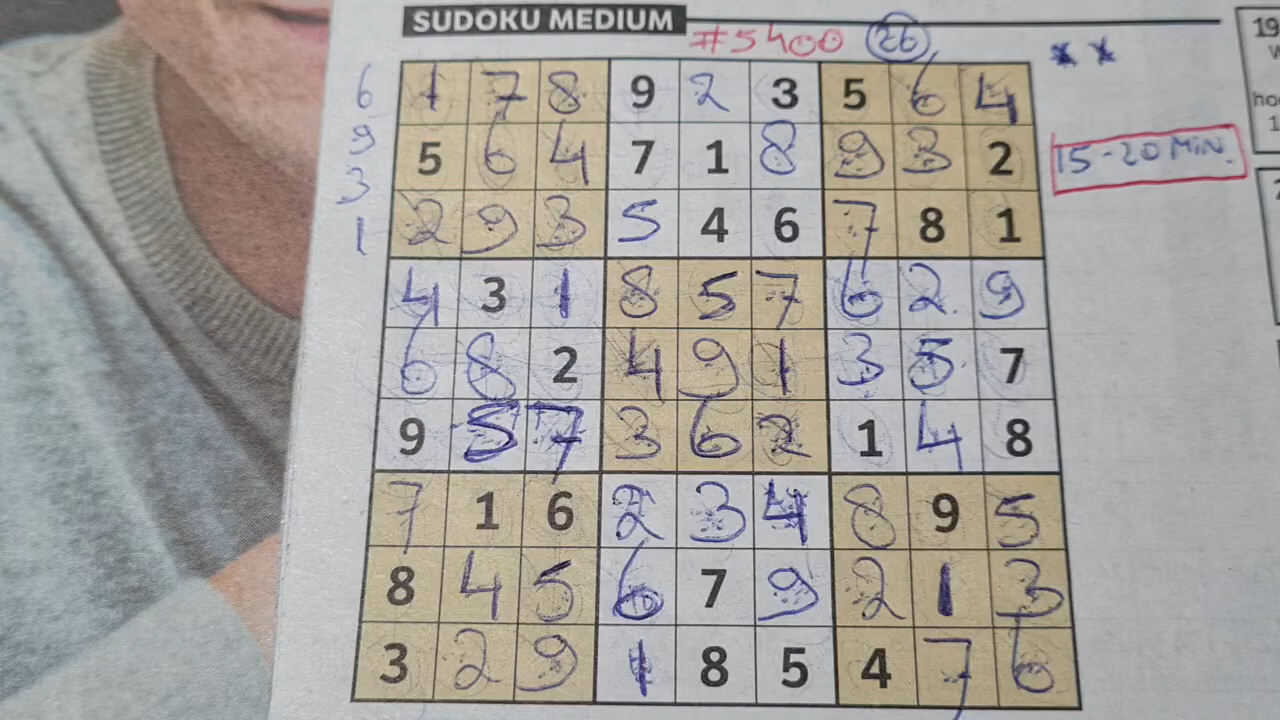 SUDOKU MEDIUM
#5400 26
6 1 7 8 9 2 3 5 6 4
9 5 6 4 7 1 8 9 3 2
3
15-20 MIN.
1 2 9 3 5 4 6 7 8 1
4 3 1 8 5 7 6 2 9
6 8 2 4 9 1 3 5 7
9 5 7 3 6 2 1 4 8
7 1 6 2 3 4 8 9 5
8 4 5 6 7 9 2 1 3
3 2 9 1 8 5 4 7 6
19